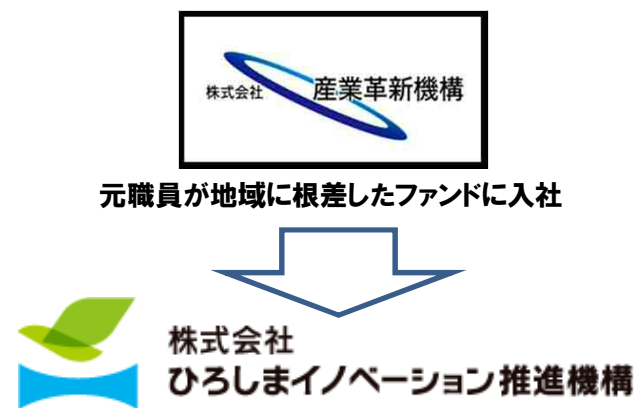 株式会社 産業革新機構
元職員が地域に根差したファンドに入社
株式会社
ひろしまイノベーション推進機構